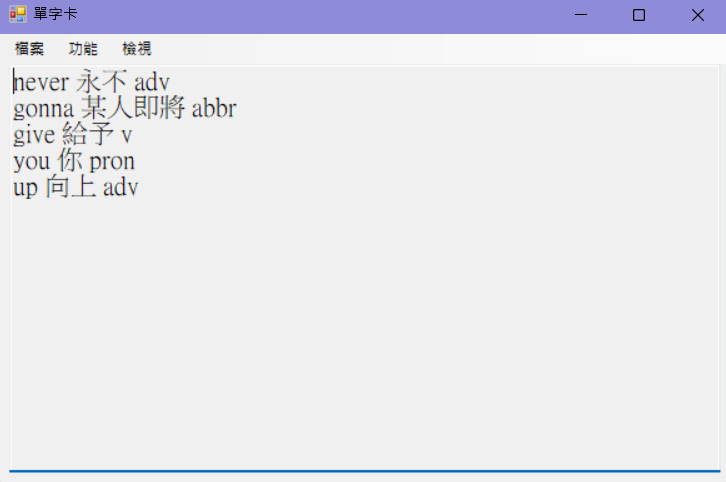 單字卡
檔案 功能 檢視
never 永不 adv
gonna 某人即將 abbr
give 給予 v
you 你 pron
up 向上 adv